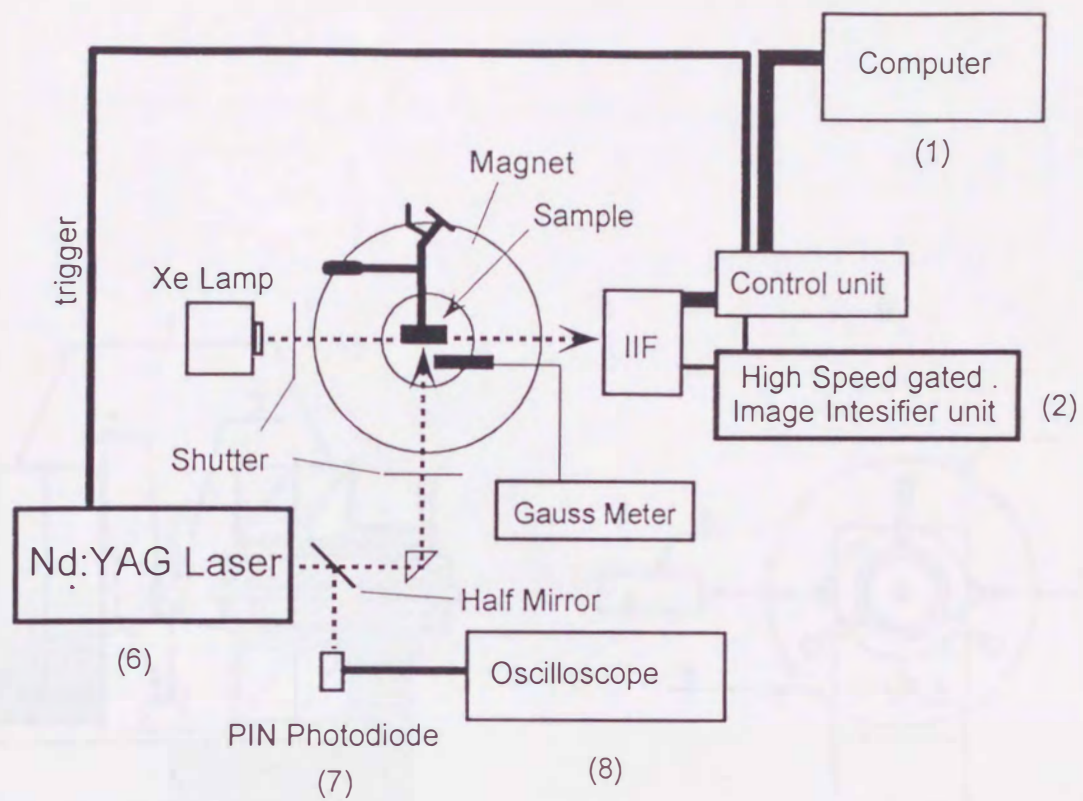 Computer
(1)
Magnet
Sample
trigger
Xe Lamp
Control unit
IIF
High Speed gated .
Image Intesifier unit
(2)
Shutter
Gauss Meter
Nd:YAG Laser
Half Mirror
(6)
Oscilloscope
PIN Photodiode
(7)
(8)